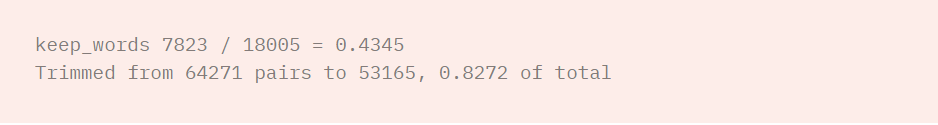 keep_words 7823 / 18005 = 0.4345
Trimmed from 64271 pairs to 53165, 0.8272 of total